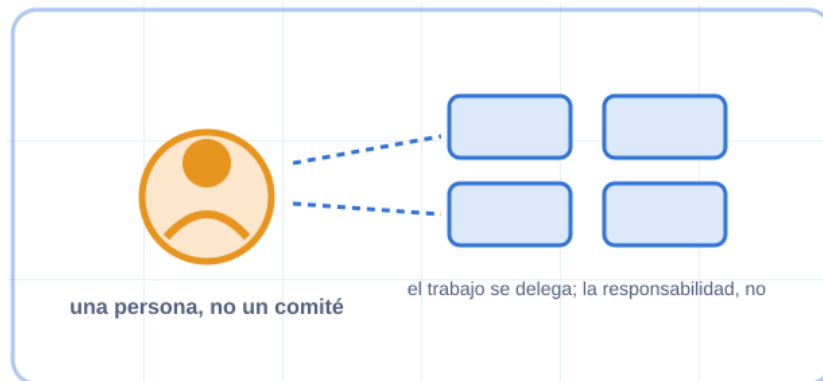 una persona, no un comité
el trabajo se delega; la responsabilidad, no